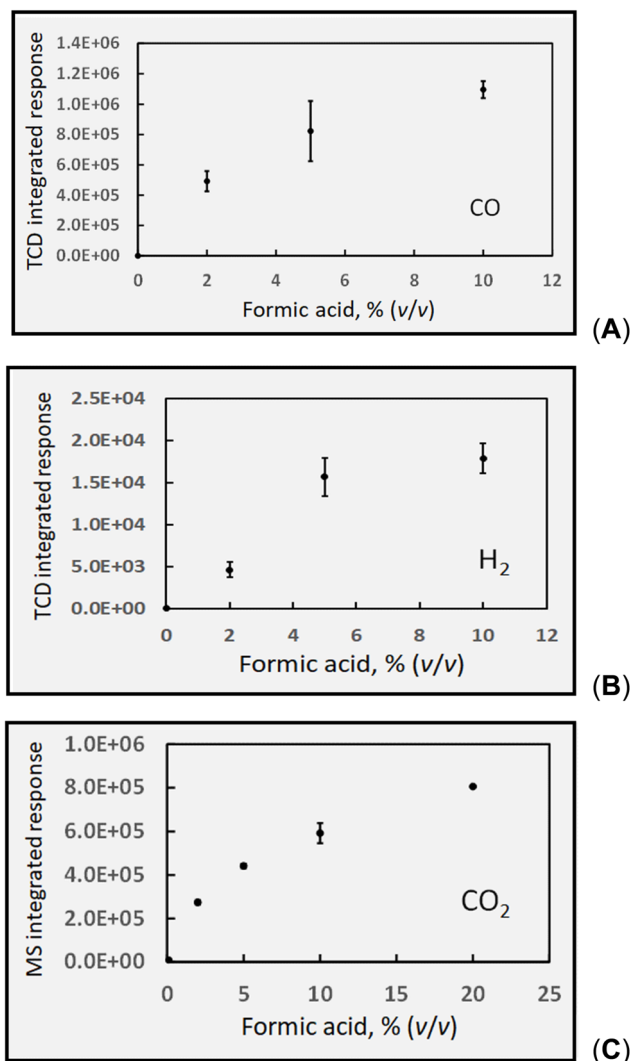 TCD integrated response
1.4E+06
1.2E+06
1.0E+06
8.0E+05
6.0E+05
4.0E+05
2.0E+05
0.0E+00
CO
0 2 4 6 8 10 12
Formic acid, % (v/v)
(A)
TCD integrated response
2.5E+04
2.0E+04
1.5E+04
1.0E+04
5.0E+03
0.0E+00
H₂
0 2 4 6 8 10 12
Formic acid, % (v/v)
(B)
MS integrated response
1.0E+06
8.0E+05
6.0E+05
4.0E+05
2.0E+05
0.0E+00
CO₂
0 5 10 15 20 25
Formic acid, % (v/v)
(C)